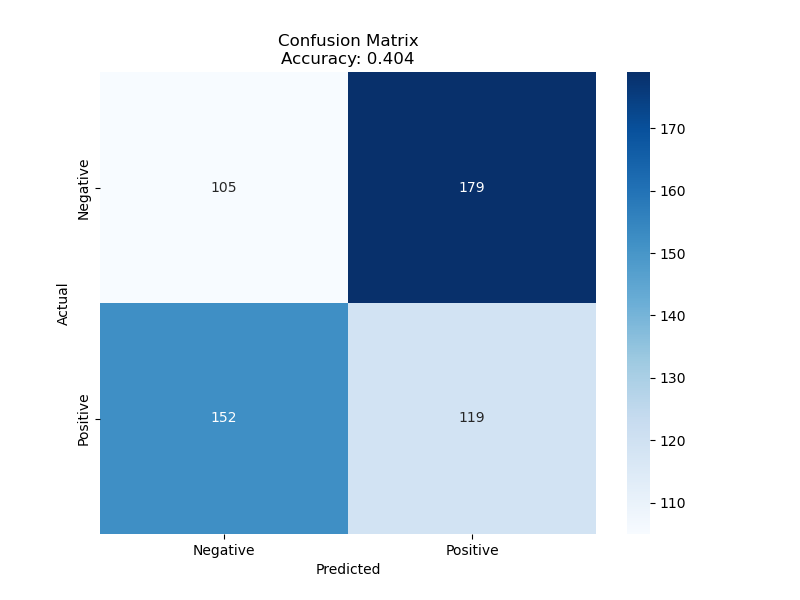 Confusion Matrix
Accuracy: 0.404
Negative
105
179
170
160
150
140
130
120
110
Actual
Positive
152
119
Negative
Positive
Predicted